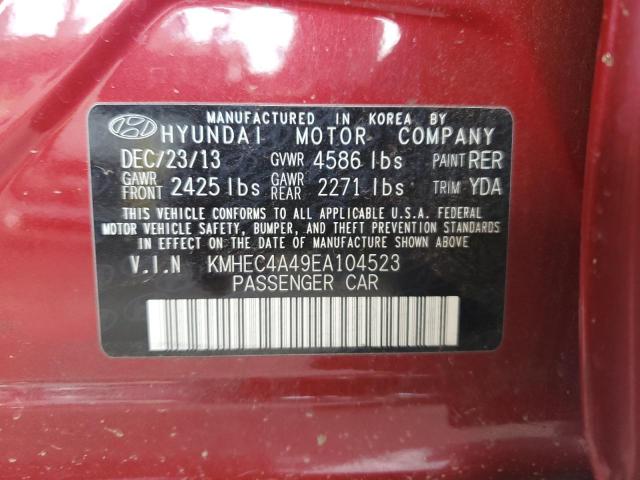 MANUFACTURED IN KOREA BY
HYUNDAI MOTOR COMPANY
DEC/23/13 GVWR 4586 lbs PAINT RER
GAWR FRONT 2425 lbs GAWR REAR 2271 lbs TRIM YDA
THIS VEHICLE CONFORMS TO ALL APPLICABLE U.S.A. FEDERAL
MOTOR VEHICLE SAFETY, BUMPER, AND THEFT PREVENTION STANDARDS
IN EFFECT ON THE DATE OF MANUFACTURE SHOWN ABOVE
V.I.N KMHEC4A49EA104523
PASSENGER CAR